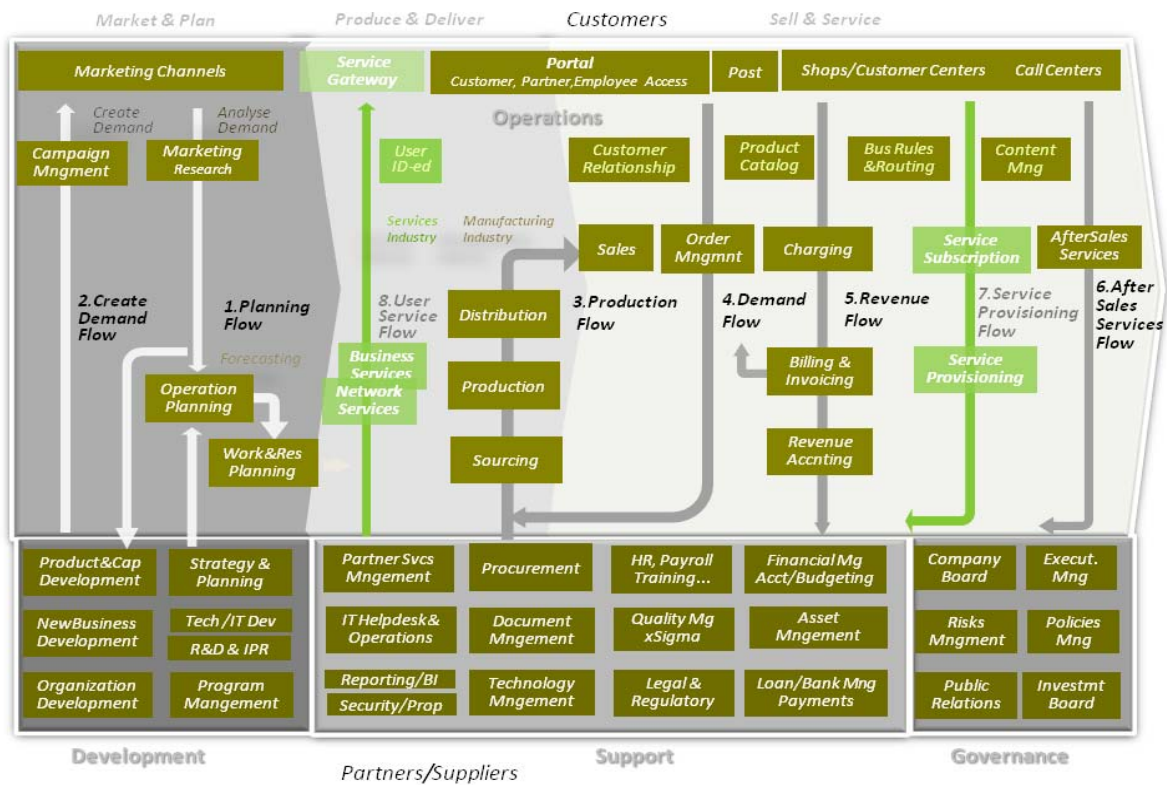 Market & Plan
Produce & Deliver
Customers
Sell & Service
Marketing Channels
Service
Gateway
Portal
Customer, Partner,Employee Access
Post
Shops/Customer Centers
Call Centers
Operations
Create
Demand
Analyse
Demand
Campaign
Mngment
Marketing
Research
User
ID-ed
Customer
Relationship
Product
Catalog
Bus Rules
&Routing
Content
Mng
Services
Industry
Manufacturing
Industry
Sales
Order
Mngmnt
Charging
Service
Subscription
AfterSales
Services
2.Create
Demand
Flow
1.Planning
Flow
8.User
Service
Flow
Distribution
3.Production
Flow
4.Demand
Flow
5.Revenue
Flow
7.Service
Provisioning
Flow
6.After
Sales
Services
Flow
Forecasting
Operation
Planning
Business
Services
Network
Services
Production
Billing &
Invoicing
Service
Provisioning
Work&Res
Planning
Sourcing
Revenue
Accnting
Product&Cap
Development
Strategy &
Planning
Partner Svcs
Mngement
Procurement
HR, Payroll
Training...
Financial Mg
Acct/Budgeting
Company
Board
Execut.
Mng
NewBusiness
Development
Tech /IT Dev
R&D & IPR
IT Helpdesk&
Operations
Document
Mngement
Quality Mg
xSigma
Asset
Mngement
Risks
Mngment
Policies
Mng
Organization
Development
Program
Mangement
Reporting/BI
Security/Prop
Technology
Mngement
Legal &
Regulatory
Loan/Bank Mng
Payments
Public
Relations
Investmt
Board
Development
Support
Governance
Partners/Suppliers